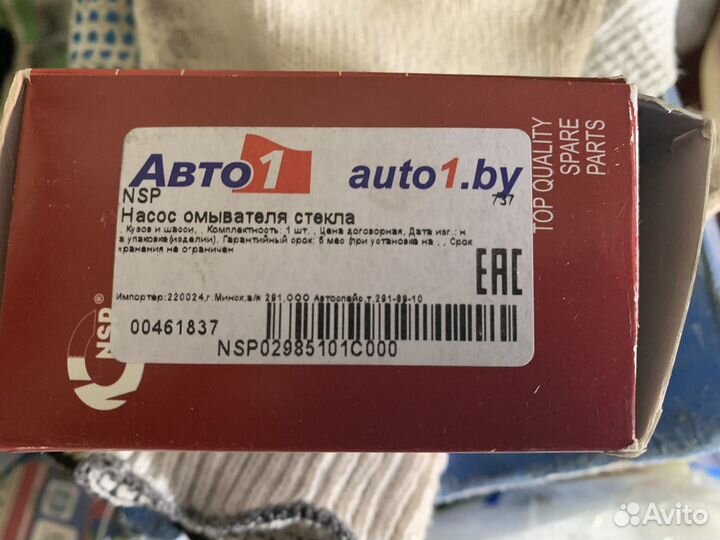 Авто 1 auto1.by
NSP 737
Насос омывателя стекла
, Кузов и шасси, , Комплектность: 1 шт. , Цена договорная, Дата изг.: н
а упаковке(изделии), Гарантийный срок: 6 мес (при установке на , , Срок
хранения не ограничен
EAC
Импортер:220024,г.Минск,а/я 291,ООО Автоспейс,т.291-89-10
00461837
NSP02985101C000
NSP®
TOP QUALITY
SPARE
PARTS
Avito